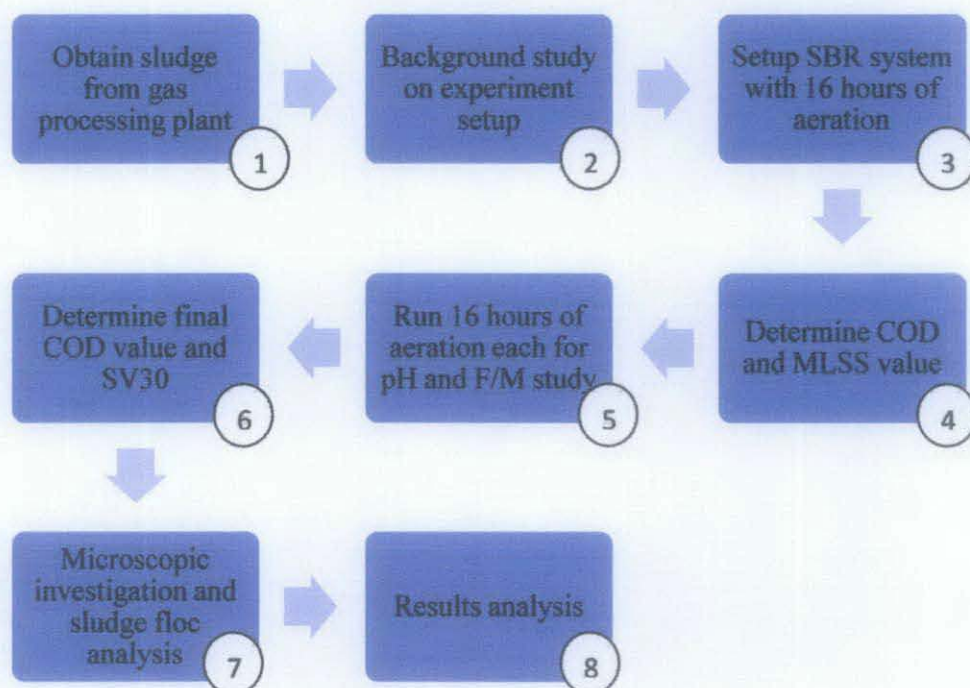 Obtain sludge
from gas
processing plant
1
Background study
on experiment
setup
2
Setup SBR system
with 16 hours of
aeration
3
Determine COD
and MLSS value
4
Run 16 hours of
aeration each for
pH and F/M study
5
Determine final
COD value and
SV30
6
Microscopic
investigation and
sludge floc
analysis
7
Results analysis
8